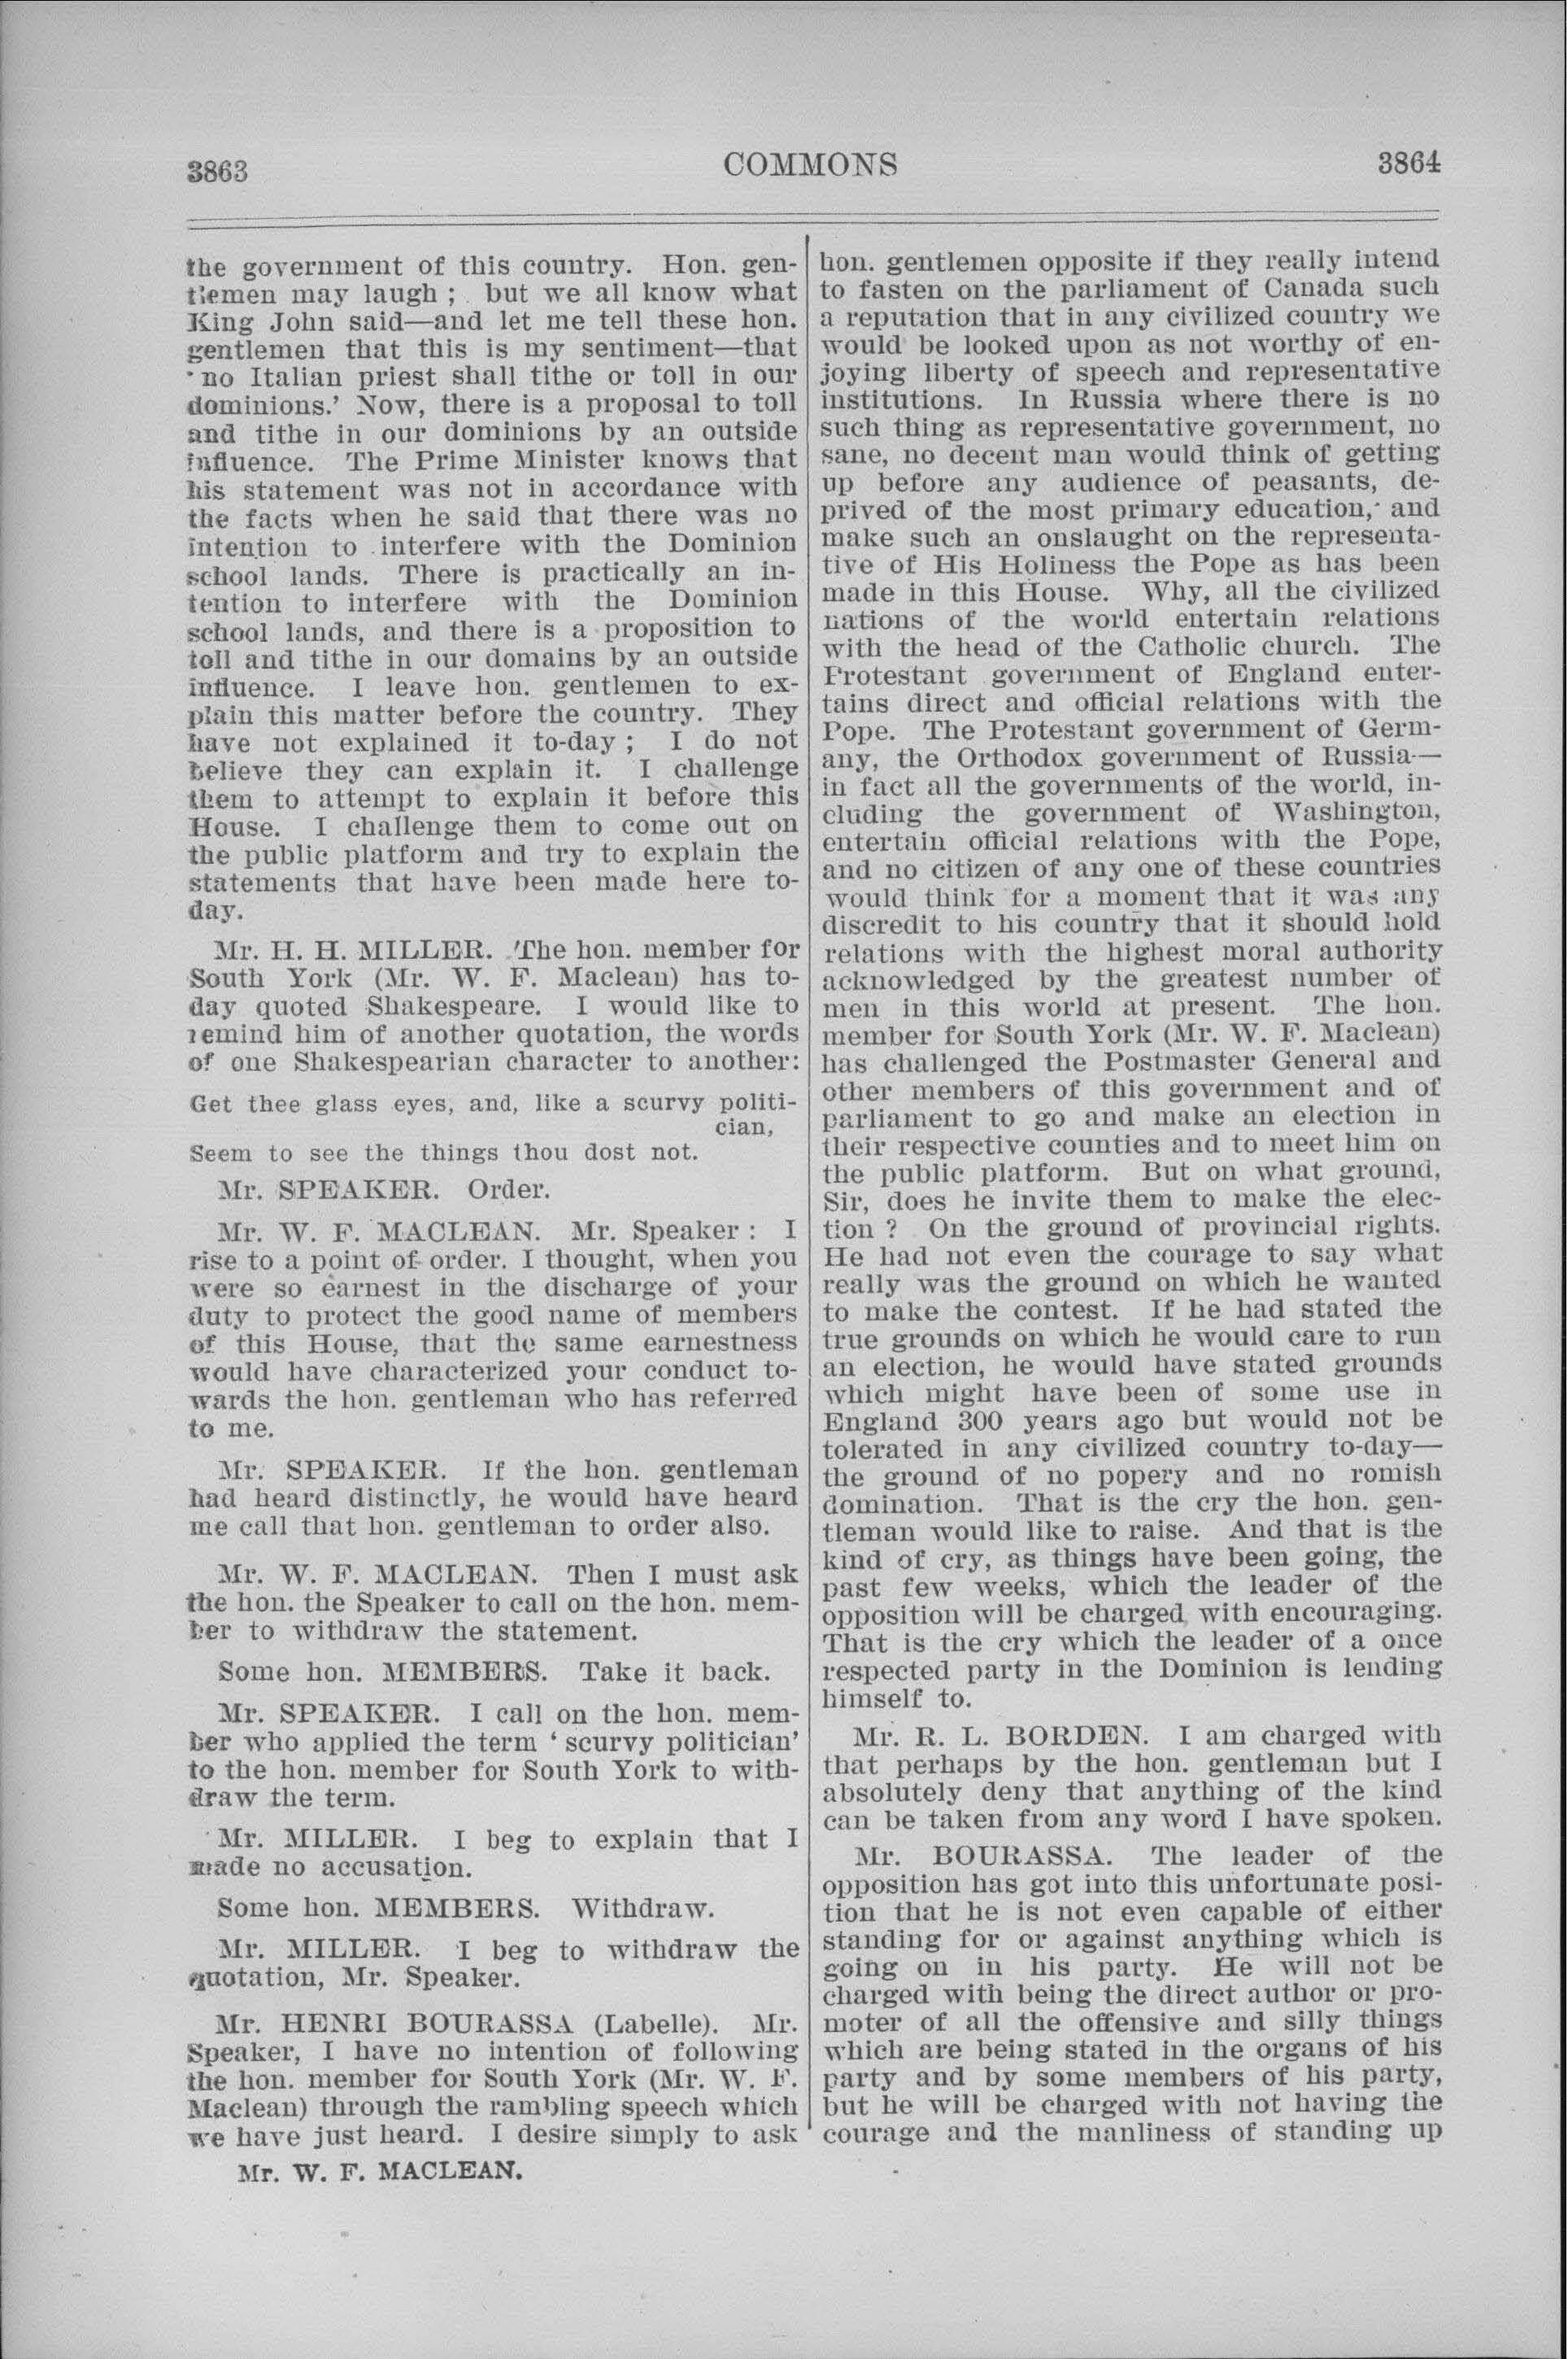 3863
COMMONS
3864
the government of this country. Hon. gen-
tlemen may laugh ; but we all know what
King John said—and let me tell these hon.
gentlemen that this is my sentiment—that
‘ no Italian priest shall tithe or toll in our
dominions.’ Now, there is a proposal to toll
and tithe in our dominions by an outside
influence. The Prime Minister knows that
his statement was not in accordance with
the facts when he said that there was no
intention to interfere with the Dominion
school lands. There is practically an in-
tention to interfere with the Dominion
school lands, and there is a proposition to
toll and tithe in our domains by an outside
influence. I leave hon. gentlemen to ex-
plain this matter before the country. They
have not explained it to-day ; I do not
believe they can explain it. I challenge
them to attempt to explain it before this
House. I challenge them to come out on
the public platform and try to explain the
statements that have been made here to-
day.
Mr. H. H. MILLER. The hon. member for
South York (Mr. W. F. Maclean) has to-
day quoted Shakespeare. I would like to
remind him of another quotation, the words
of one Shakespearian character to another:
Get thee glass eyes, and, like a scurvy politi-
cian,
Seem to see the things thou dost not.
Mr. SPEAKER. Order.
Mr. W. F. MACLEAN. Mr. Speaker : I
rise to a point of order. I thought, when you
were so earnest in the discharge of your
duty to protect the good name of members
of this House, that the same earnestness
would have characterized your conduct to-
wards the hon. gentleman who has referred
to me.
Mr. SPEAKER. If the hon. gentleman
had heard distinctly, he would have heard
me call that hon. gentleman to order also.
Mr. W. F. MACLEAN. Then I must ask
the hon. the Speaker to call on the hon. mem-
ber to withdraw the statement.
Some hon. MEMBERS. Take it back.
Mr. SPEAKER. I call on the hon. mem-
ber who applied the term ‘ scurvy politician’
to the hon. member for South York to with-
draw the term.
Mr. MILLER. I beg to explain that I
made no accusation.
Some hon. MEMBERS. Withdraw.
Mr. MILLER. I beg to withdraw the
quotation, Mr. Speaker.
Mr. HENRI BOURASSA (Labelle). Mr.
Speaker, I have no intention of following
the hon. member for South York (Mr. W. F.
Maclean) through the rambling speech which
we have just heard. I desire simply to ask
Mr. W. F. MACLEAN.
hon. gentlemen opposite if they really intend
to fasten on the parliament of Canada such
a reputation that in any civilized country we
would be looked upon as not worthy of en-
joying liberty of speech and representative
institutions. In Russia where there is no
such thing as representative government, no
sane, no decent man would think of getting
up before any audience of peasants, de-
prived of the most primary education, and
make such an onslaught on the representa-
tive of His Holiness the Pope as has been
made in this House. Why, all the civilized
nations of the world entertain relations
with the head of the Catholic church. The
Protestant government of England enter-
tains direct and official relations with the
Pope. The Protestant government of Germ-
any, the Orthodox government of Russia—
in fact all the governments of the world, in-
cluding the government of Washington,
entertain official relations with the Pope,
and no citizen of any one of these countries
would think for a moment that it was any
discredit to his country that it should hold
relations with the highest moral authority
acknowledged by the greatest number of
men in this world at present. The hon.
member for South York (Mr. W. F. Maclean)
has challenged the Postmaster General and
other members of this government and of
parliament to go and make an election in
their respective counties and to meet him on
the public platform. But on what ground,
Sir, does he invite them to make the elec-
tion ? On the ground of provincial rights.
He had not even the courage to say what
really was the ground on which he wanted
to make the contest. If he had stated the
true grounds on which he would care to run
an election, he would have stated grounds
which might have been of some use in
England 300 years ago but would not be
tolerated in any civilized country to-day—
the ground of no popery and no romish
domination. That is the cry the hon. gen-
tleman would like to raise. And that is the
kind of cry, as things have been going, the
past few weeks, which the leader of the
opposition will be charged with encouraging.
That is the cry which the leader of a once
respected party in the Dominion is lending
himself to.
Mr. R. L. BORDEN. I am charged with
that perhaps by the hon. gentleman but I
absolutely deny that anything of the kind
can be taken from any word I have spoken.
Mr. BOURASSA. The leader of the
opposition has got into this unfortunate posi-
tion that he is not even capable of either
standing for or against anything which is
going on in his party. He will not be
charged with being the direct author or pro-
moter of all the offensive and silly things
which are being stated in the organs of his
party and by some members of his party,
but he will be charged with not having the
courage and the manliness of standing up